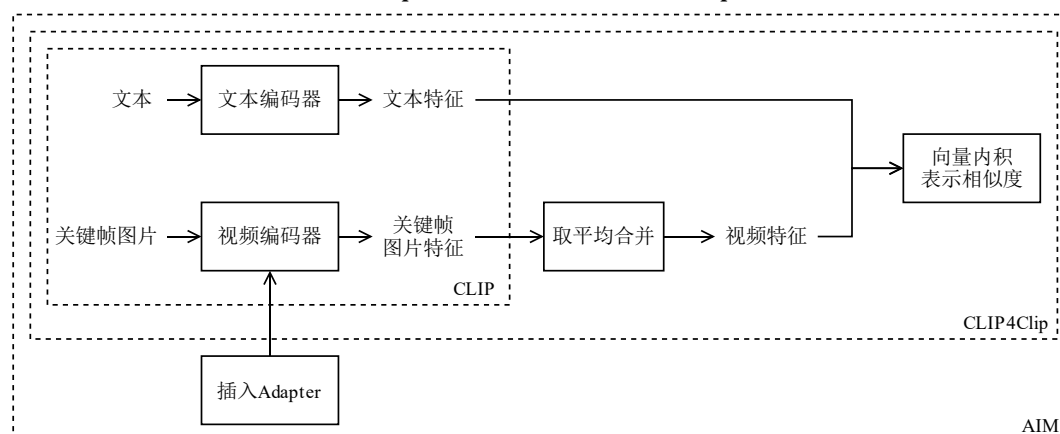 文本
文本编码器
文本特征
向量内积
表示相似度
关键帧图片
视频编码器
关键帧
图片特征
取平均合并
视频特征
CLIP
CLIP4Clip
插入Adapter
AIM